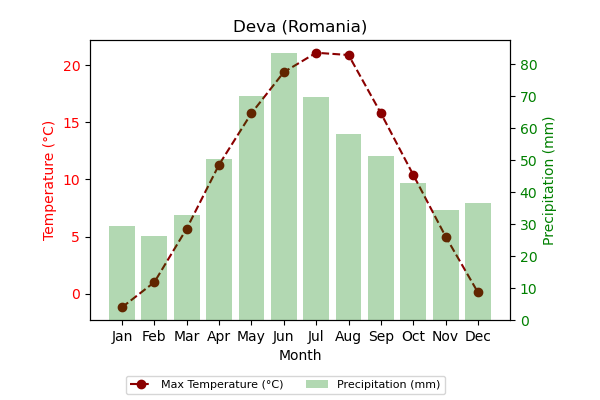 Deva (Romania)
Temperature (°C)
20
15
10
5
0
80
70
60
50
40
30
20
10
0
Precipitation (mm)
Jan Feb Mar Apr May Jun Jul Aug Sep Oct Nov Dec
Month
Max Temperature (°C) Precipitation (mm)